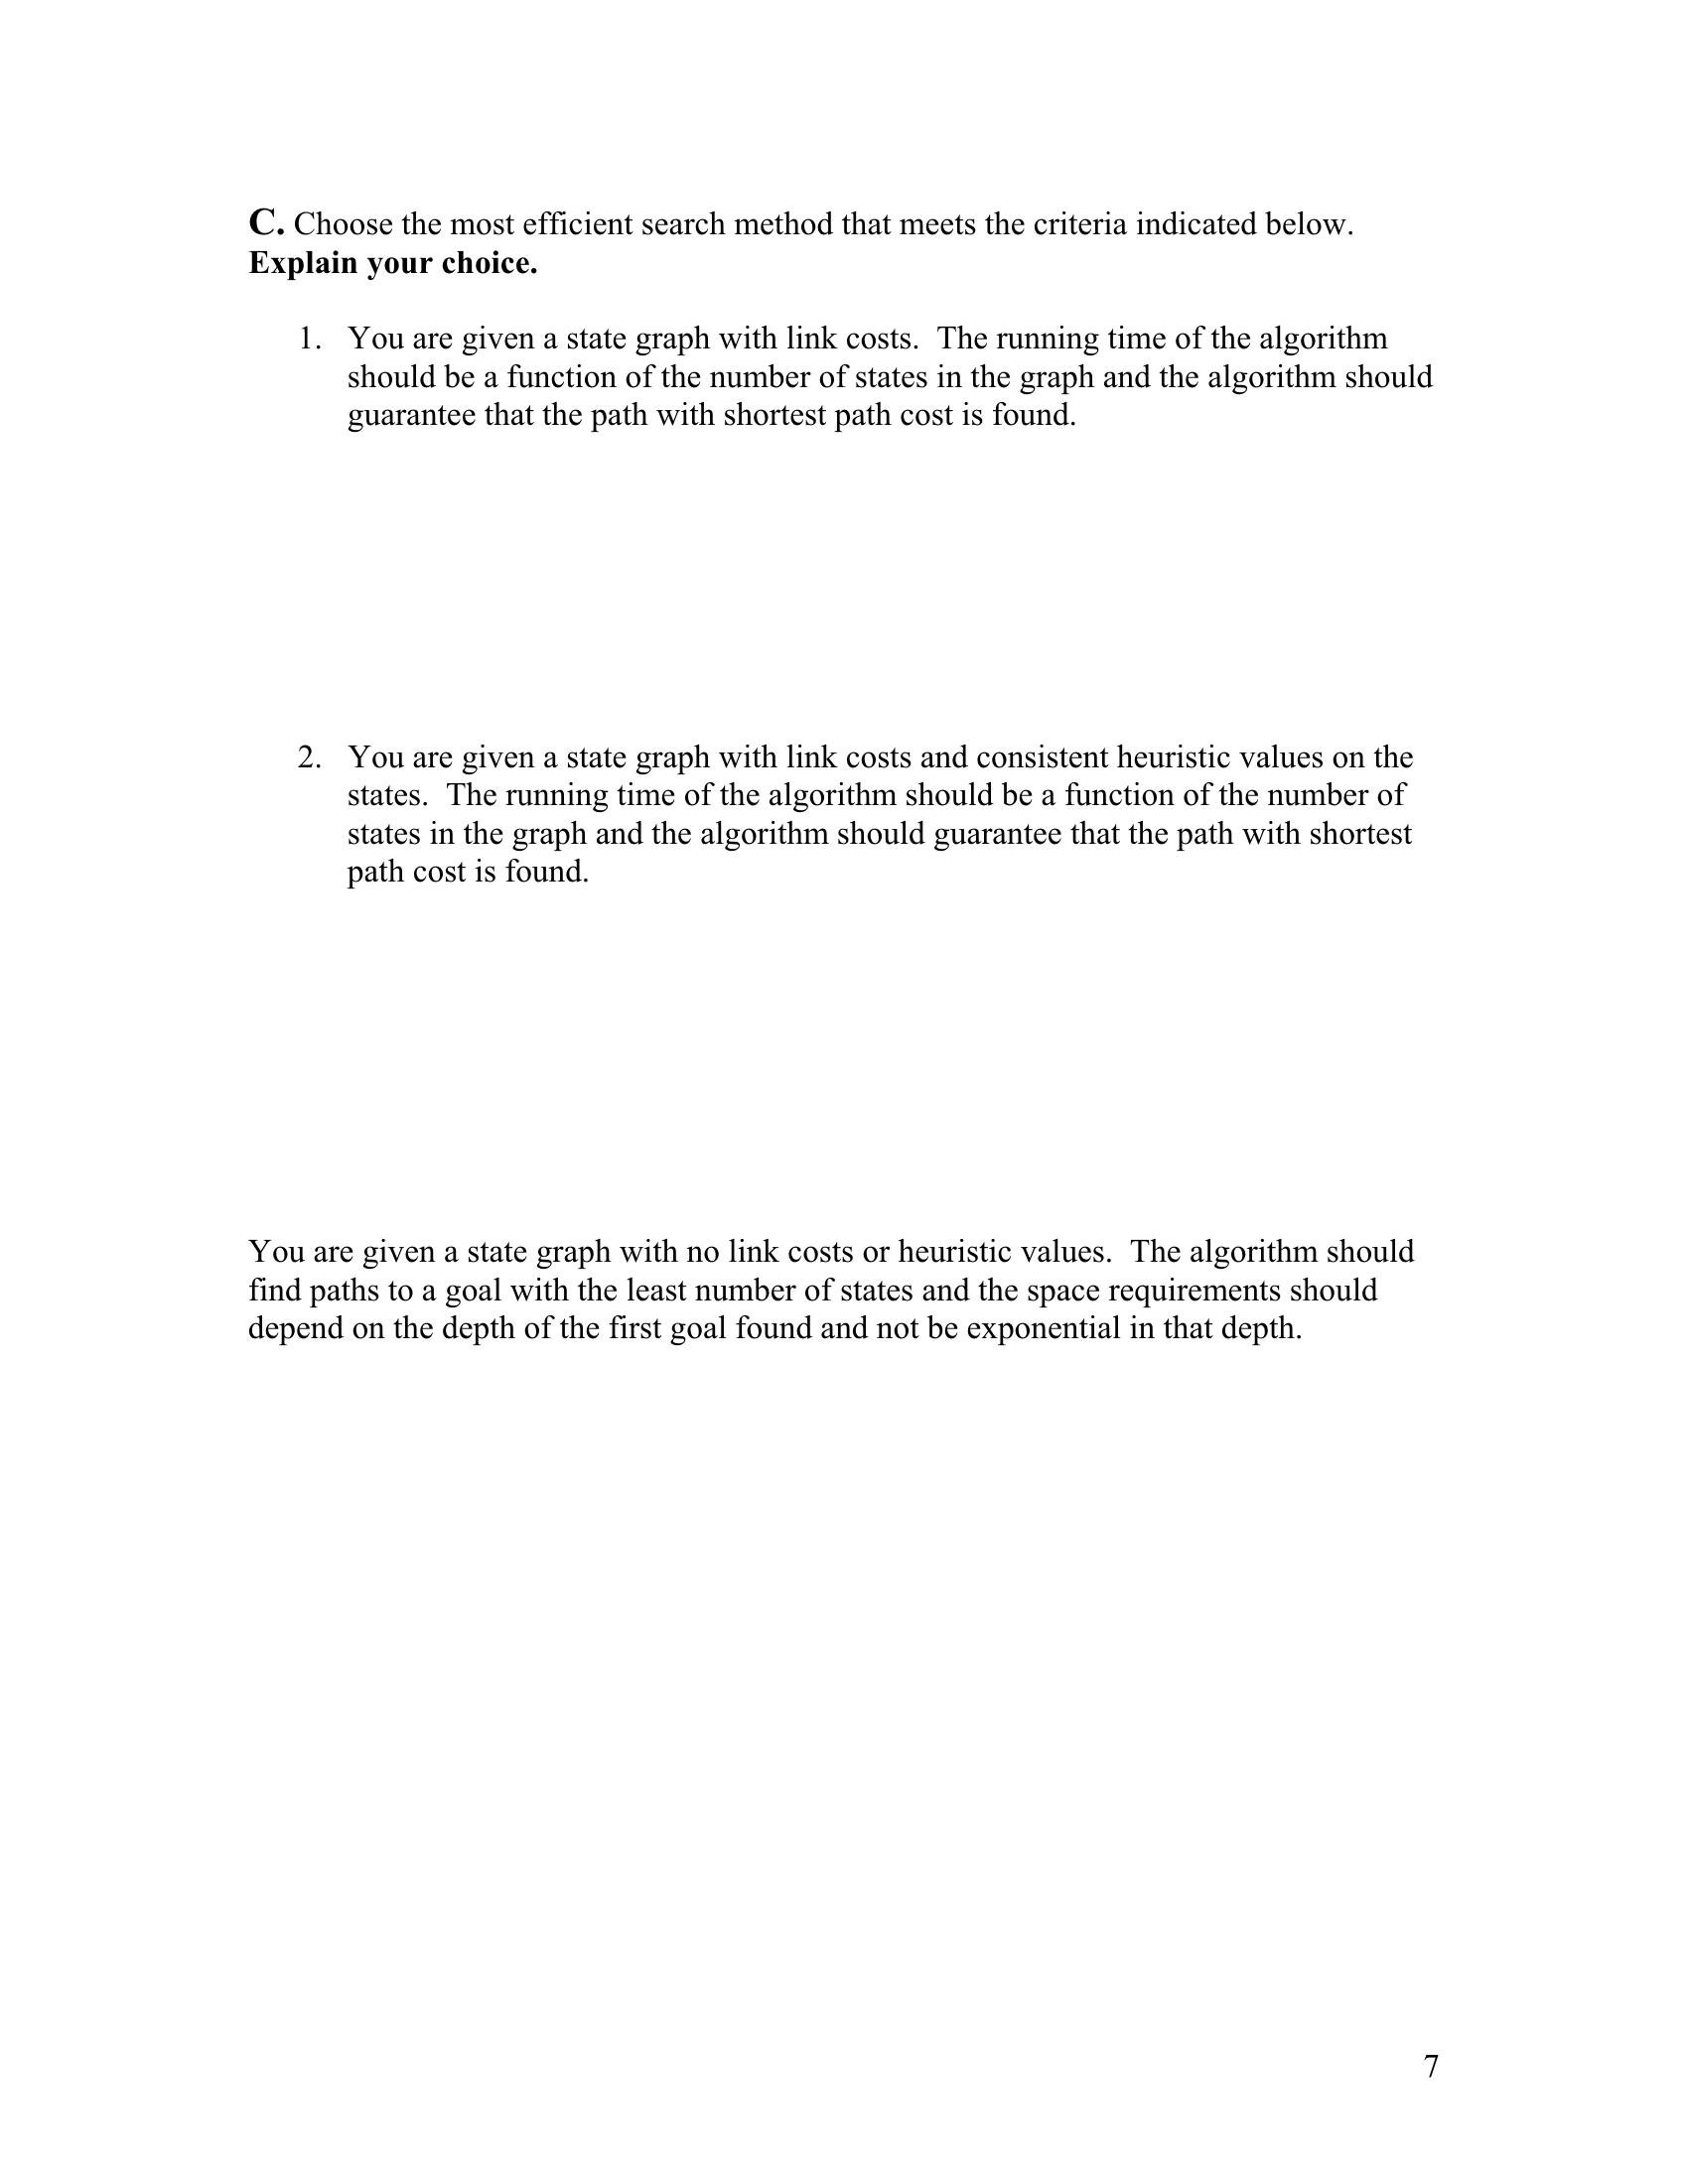 C. Choose the most efficient search method that meets the criteria indicated below.
Explain your choice.
1. You are given a state graph with link costs. The running time of the algorithm
should be a function of the number of states in the graph and the algorithm should
guarantee that the path with shortest path cost is found.
2. You are given a state graph with link costs and consistent heuristic values on the
states. The running time of the algorithm should be a function of the number of
states in the graph and the algorithm should guarantee that the path with shortest
path cost is found.
You are given a state graph with no link costs or heuristic values. The algorithm should
find paths to a goal with the least number of states and the space requirements should
depend on the depth of the first goal found and not be exponential in that depth.
7